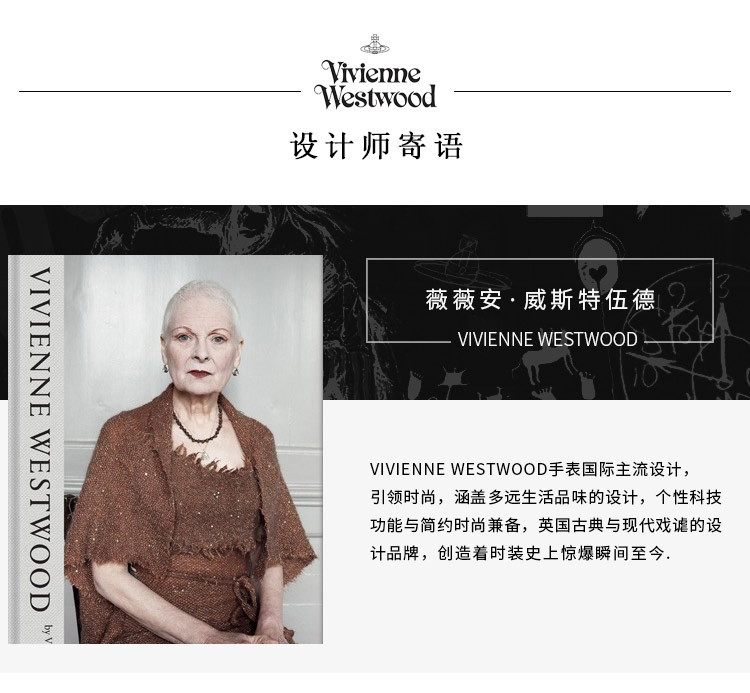 Vivienne
Westwood
设计师寄语
VIVIENNE WESTWOOD
by V
薇薇安·威斯特伍德
VIVIENNE WESTWOOD
VIVIENNE WESTWOOD手表国际主流设计，
引领时尚，涵盖多远生活品味的设计，个性科技
功能与简约时尚兼备，英国古典与现代戏谑的设
计品牌，创造着时装史上惊爆瞬间至今.